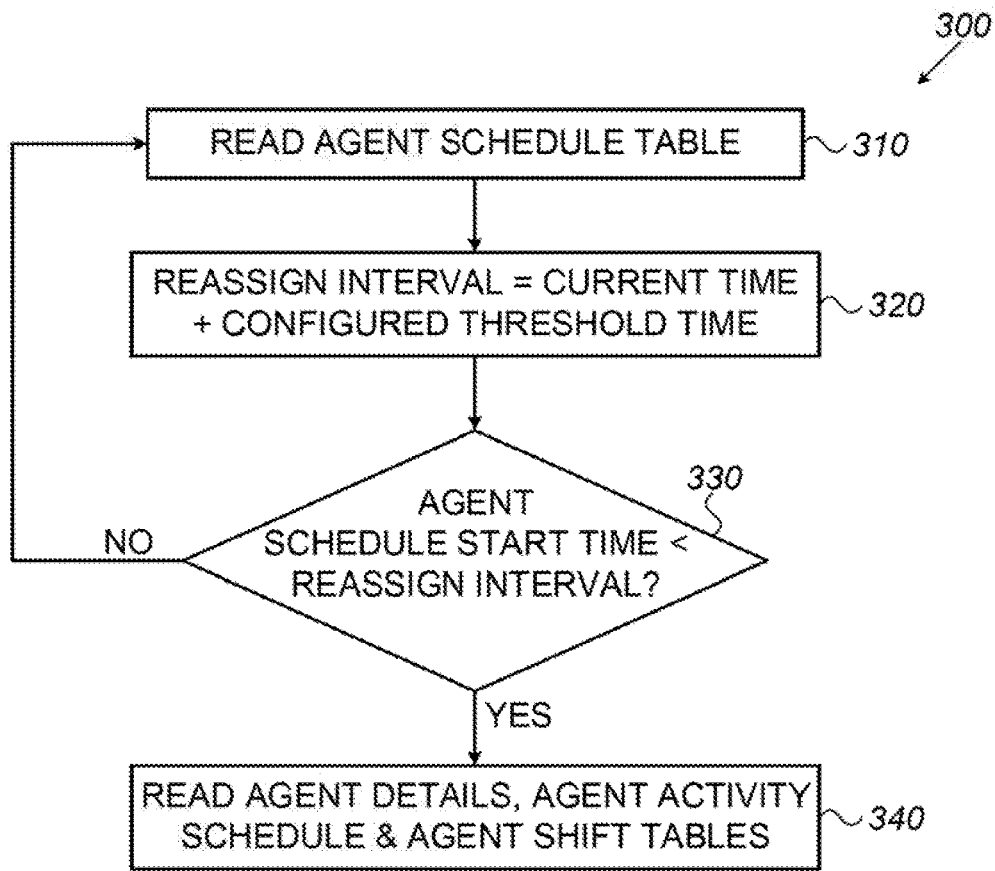 300
READ AGENT SCHEDULE TABLE
310
REASSIGN INTERVAL = CURRENT TIME
+ CONFIGURED THRESHOLD TIME
320
330
AGENT
SCHEDULE START TIME <
REASSIGN INTERVAL?
NO
YES
READ AGENT DETAILS, AGENT ACTIVITY
SCHEDULE & AGENT SHIFT TABLES
340